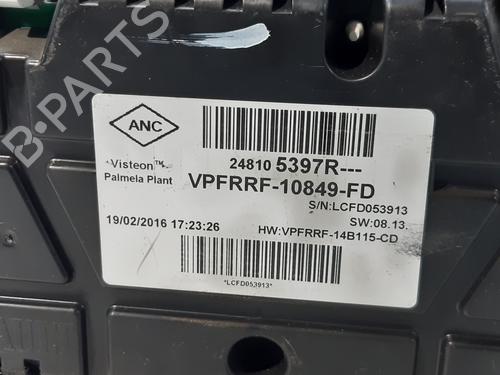 B-PARTS
ANC
Visteon™
Palmela Plant
24810 5397R---
VPFRRF-10849-FD
S/N:LCFD053913
SW:08.13.
19/02/2016 17:23:26
HW:VPFRRF-14B115-CD
*LCFD053913*